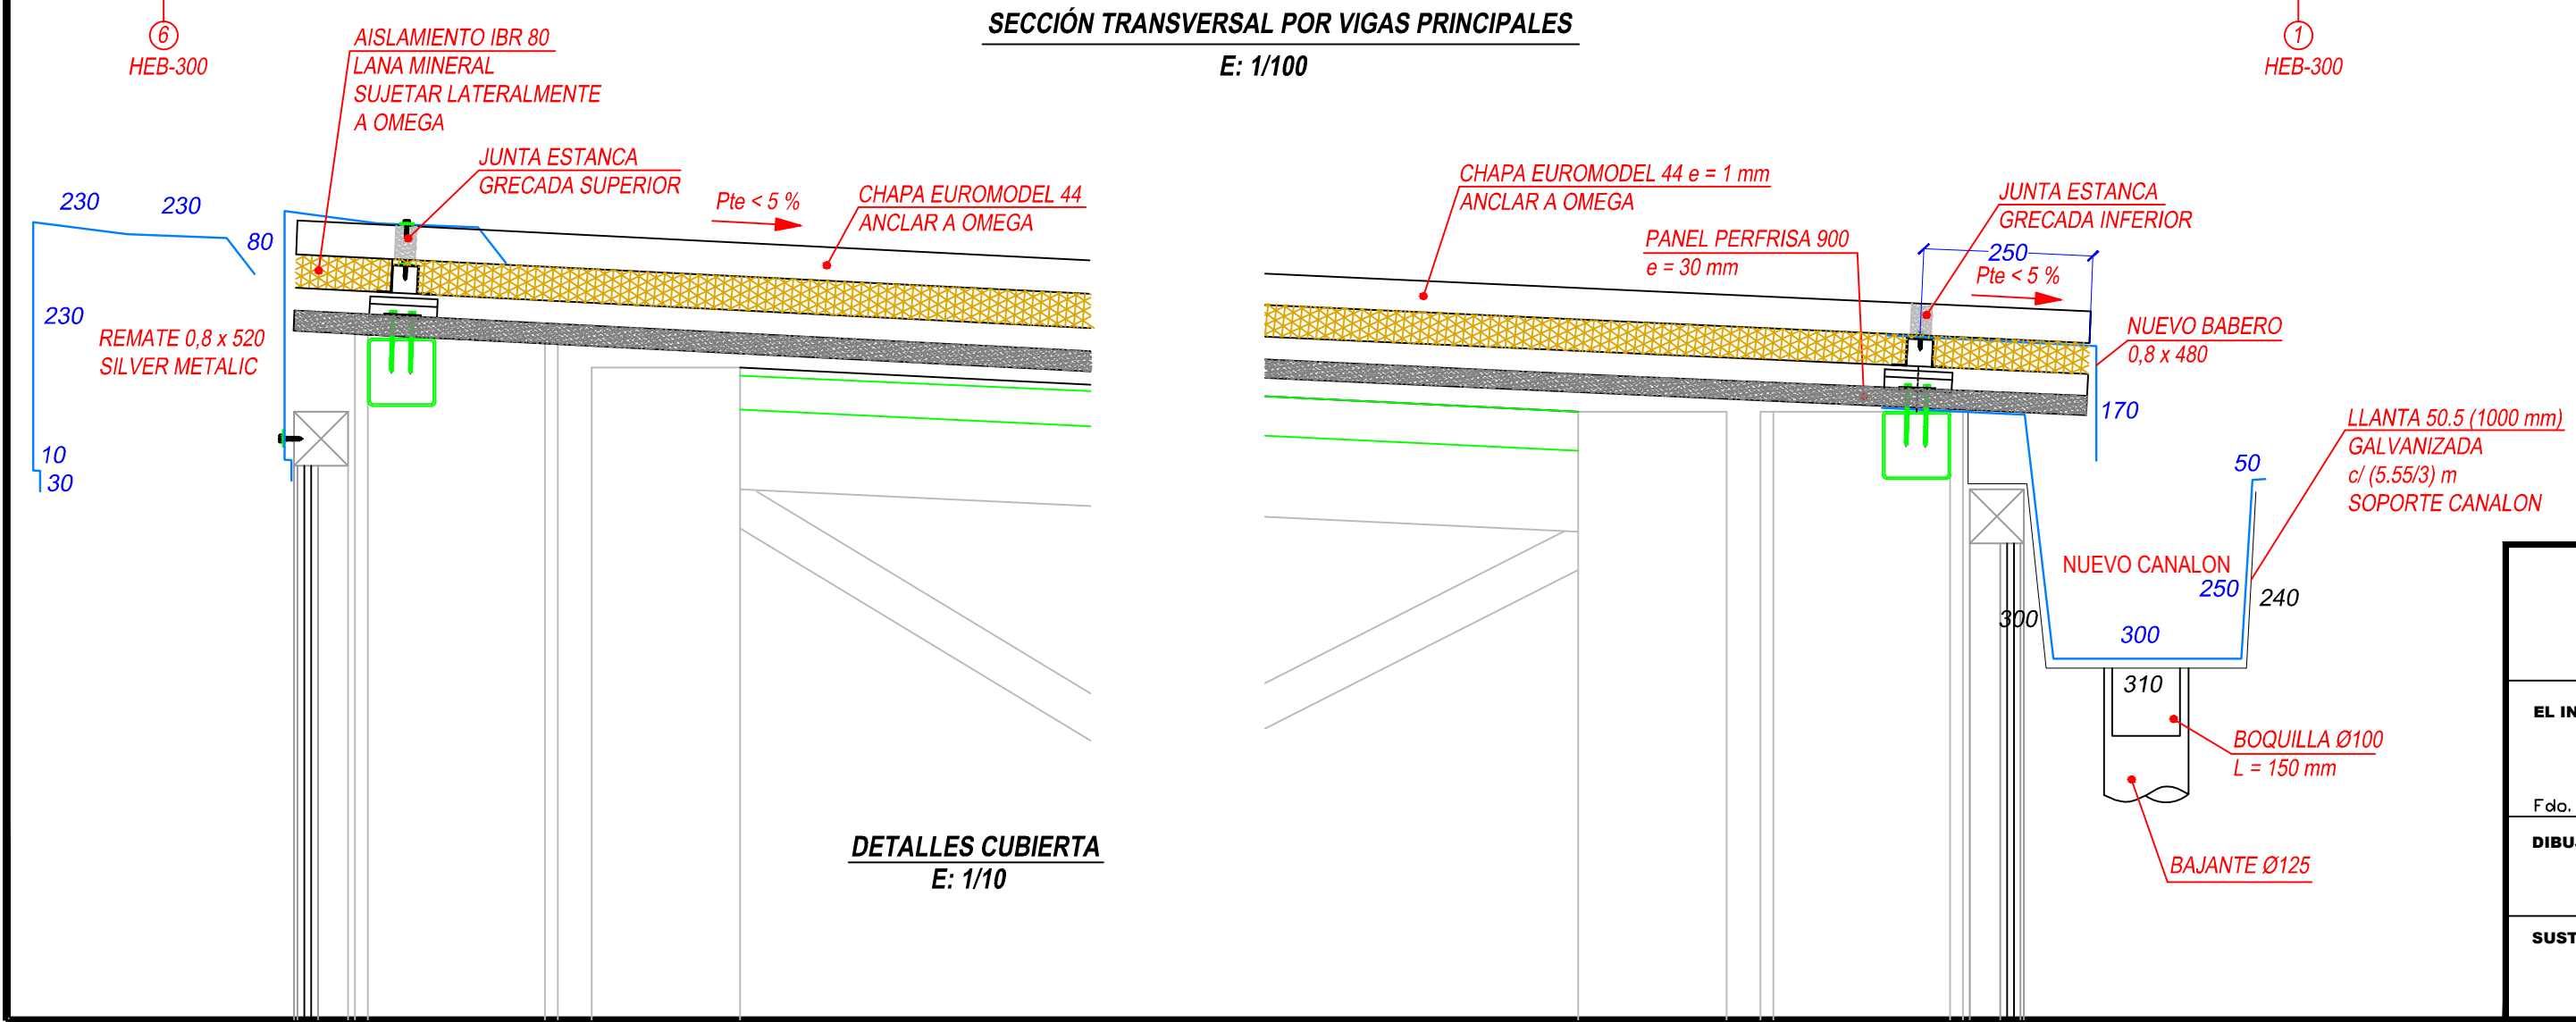 SECCIÓN TRANSVERSAL POR VIGAS PRINCIPALES
E: 1/100
6
HEB-300
1
HEB-300
AISLAMIENTO IBR 80
LANA MINERAL
SUJETAR LATERALMENTE
A OMEGA
JUNTA ESTANCA
GRECADA SUPERIOR
Pte < 5 %
CHAPA EUROMODEL 44
ANCLAR A OMEGA
230
230
80
230
REMATE 0,8 x 520
SILVER METALIC
10
30
CHAPA EUROMODEL 44 e = 1 mm
ANCLAR A OMEGA
PANEL PERFRISA 900
e = 30 mm
JUNTA ESTANCA
GRECADA INFERIOR
250
Pte < 5 %
NUEVO BABERO
0,8 x 480
170
LLANTA 50.5 (1000 mm)
GALVANIZADA
c/ (5.55/3) m
SOPORTE CANALON
50
NUEVO CANALON
250
240
300
300
310
BOQUILLA Ø100
L = 150 mm
BAJANTE Ø125
DETALLES CUBIERTA
E: 1/10
EL IN
Fdo.
DIBU
SUST